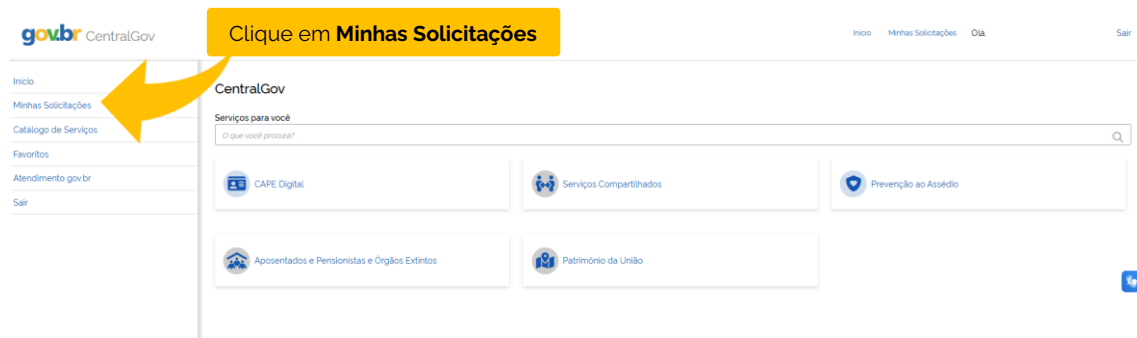 gov.br CentralGov
Clique em Minhas Solicitações
Inicio Minhas Solicitações Olá, Sair
Inicio
Minhas Solicitações
Catálogo de Serviços
Favoritos
Atendimento gov.br
Sair
CentralGov
Serviços para você
O que você procura?
CAPE Digital
Serviços Compartilhados
Prevenção ao Assédio
Aposentados e Pensionistas e Órgãos Extintos
Patrimônio da União